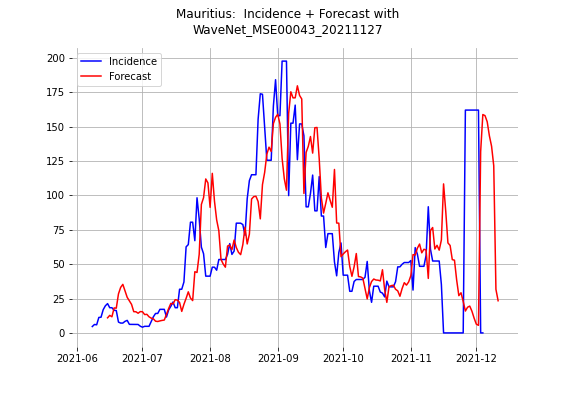 Mauritius:  Incidence + Forecast with
WaveNet_MSE00043_20211127
Incidence
Forecast
200
175
150
125
100
75
50
25
0
2021-06 2021-07 2021-08 2021-09 2021-10 2021-11 2021-12